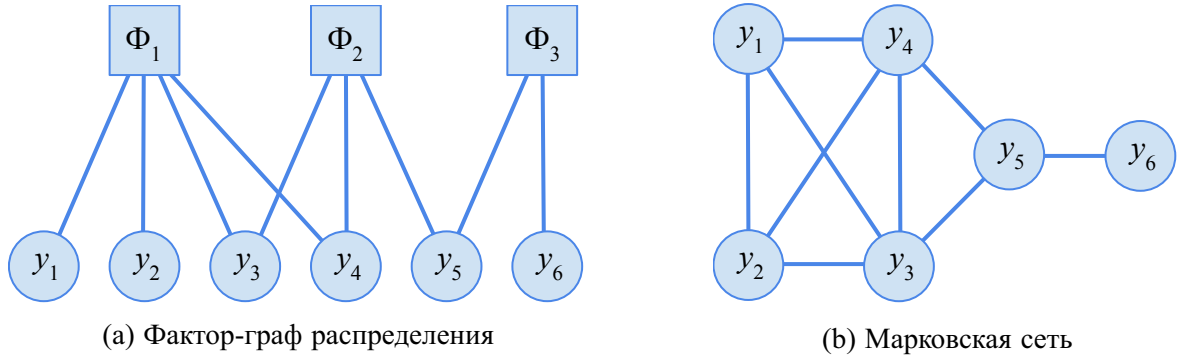 Φ₁ Φ₂ Φ₃
y₁ y₂ y₃ y₄ y₅ y₆
(a) Фактор-граф распределения
y₁ y₄
y₅ y₆
y₂ y₃
(b) Марковская сеть